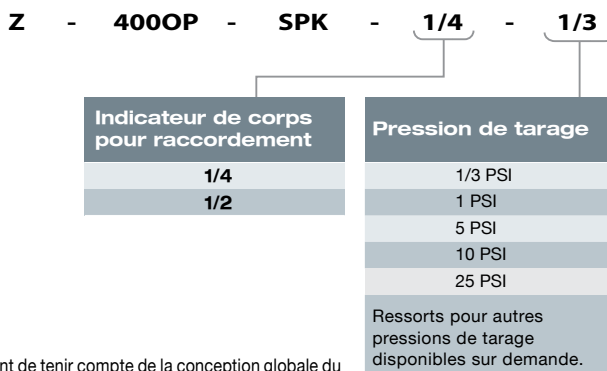 Z - 400OP - SPK - 1/4 - 1/3
Indicateur de corps
pour raccordement
1/4
1/2
Pression de tarage
1/3 PSI
1 PSI
5 PSI
10 PSI
25 PSI
Ressorts pour autres
pressions de tarage
disponibles sur demande.
de tenir compte de la conception globale du